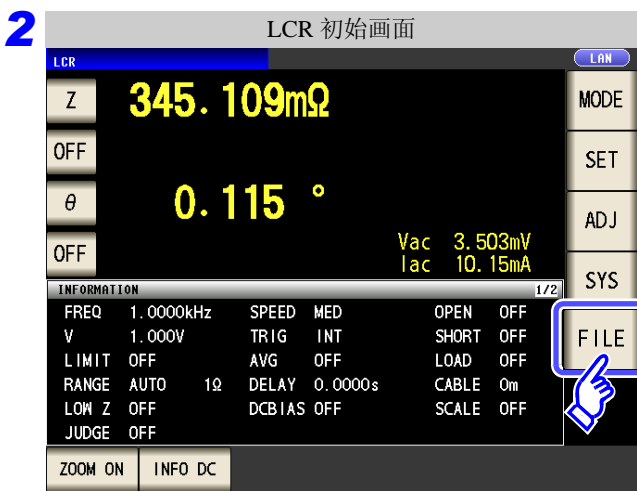 2
LCR 初始画面
LCR
LAN
Z 345.109mΩ
MODE
OFF
SET
θ 0.115 °
ADJ
OFF
Vac 3.503mV
Iac 10.15mA
SYS
INFORMATION 1/2
FREQ 1.0000kHz SPEED MED OPEN OFF
V 1.000V TRIG INT SHORT OFF
FILE
LIMIT OFF AVG OFF LOAD OFF
RANGE AUTO 1Ω DELAY 0.0000s CABLE 0m
LOW Z OFF DCBIAS OFF SCALE OFF
JUDGE OFF
ZOOM ON INFO DC